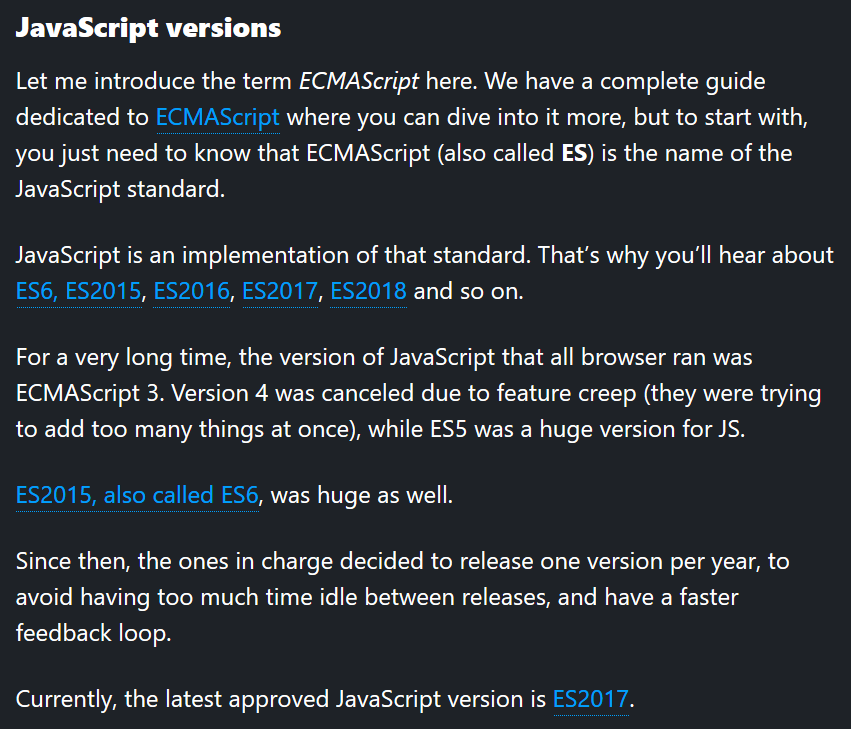 JavaScript versions
Let me introduce the term ECMAScript here. We have a complete guide
dedicated to ECMAScript where you can dive into it more, but to start with,
you just need to know that ECMAScript (also called ES) is the name of the
JavaScript standard.
JavaScript is an implementation of that standard. That’s why you’ll hear about
ES6, ES2015, ES2016, ES2017, ES2018 and so on.
For a very long time, the version of JavaScript that all browser ran was
ECMAScript 3. Version 4 was canceled due to feature creep (they were trying
to add too many things at once), while ES5 was a huge version for JS.
ES2015, also called ES6, was huge as well.
Since then, the ones in charge decided to release one version per year, to
avoid having too much time idle between releases, and have a faster
feedback loop.
Currently, the latest approved JavaScript version is ES2017.